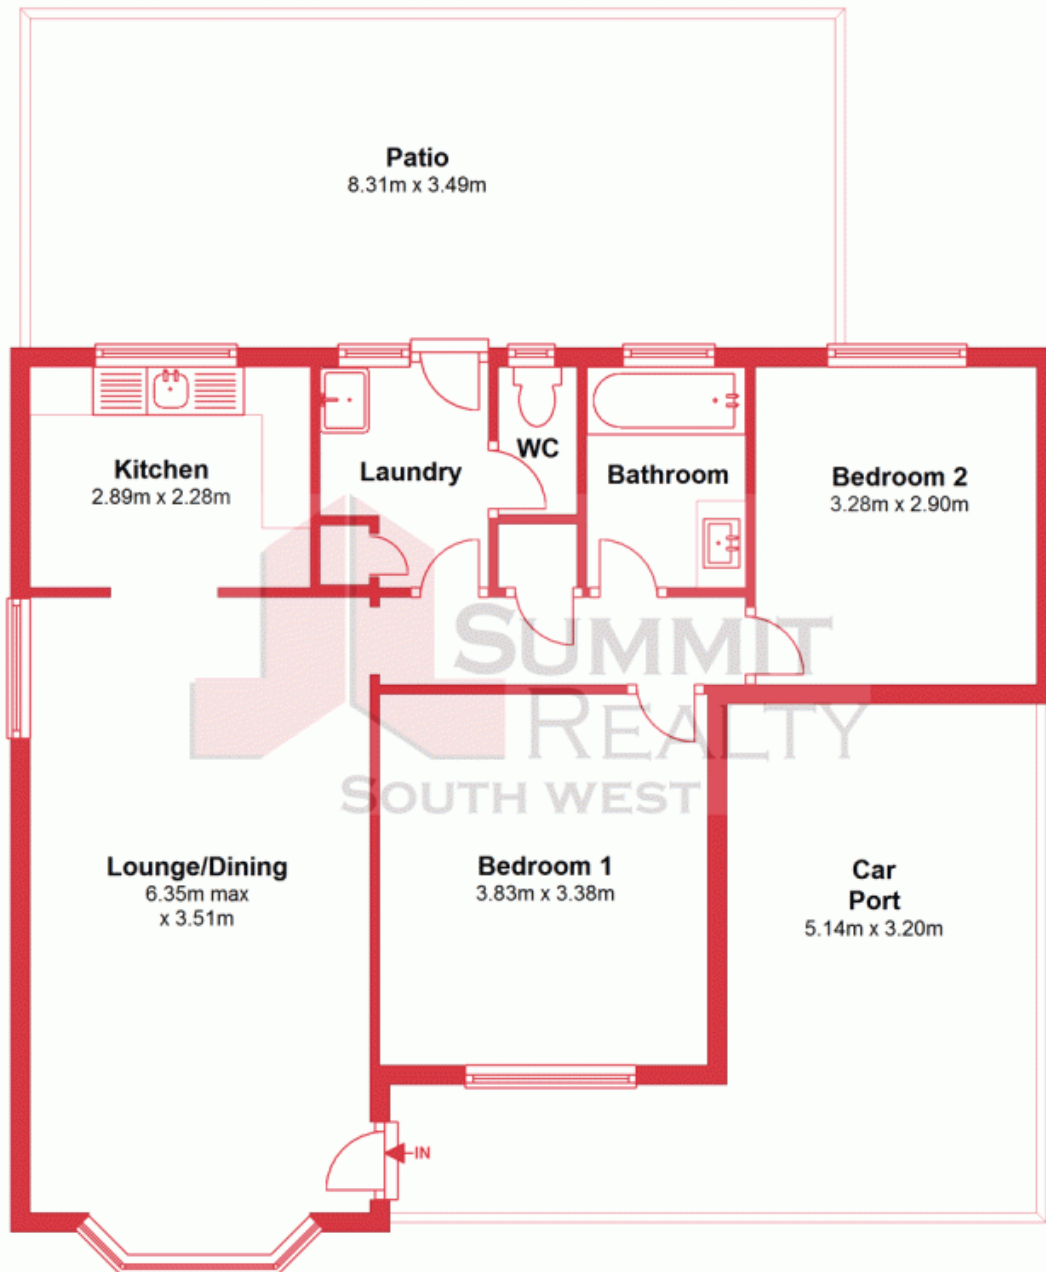 Patio
8.31m x 3.49m
Kitchen
2.89m x 2.28m
Laundry
WC
Bathroom
Bedroom 2
3.28m x 2.90m
SUMMIT
REALTY
SOUTH WEST
Lounge/Dining
6.35m max
x 3.51m
Bedroom 1
3.83m x 3.38m
Car
Port
5.14m x 3.20m
IN